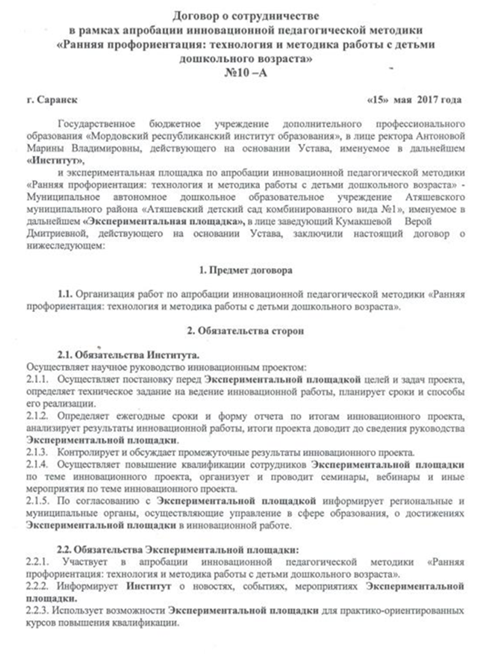 Договор о сотрудничестве
в рамках апробации инновационной педагогической методики
«Ранняя профориентация: технология и методика работы с детьми
дошкольного возраста»
№10 –А
г. Саранск «15» мая 2017 года
Государственное бюджетное учреждение дополнительного профессионального
образования «Мордовский республиканский институт образования», в лице ректора Антоновой
Марины Владимировны, действующего на основании Устава, именуемое в дальнейшем
«Институт»,
и экспериментальная площадка по апробации инновационной педагогической методики
«Ранняя профориентация: технология и методика работы с детьми дошкольного возраста» -
Муниципальное автономное дошкольное образовательное учреждение Атяшевского
муниципального района «Атяшевский детский сад комбинированного вида №1», именуемое в
дальнейшем «Экспериментальная площадка», в лице заведующий Кумакшевой Верой
Дмитриевной, действующего на основании Устава, заключили настоящий договор о
нижеследующем:
1. Предмет договора
1.1. Организация работ по апробации инновационной педагогической методики «Ранняя
профориентация: технология и методика работы с детьми дошкольного возраста».
2. Обязательства сторон
2.1. Обязательства Института.
Осуществляет научное руководство инновационным проектом:
2.1.1. Осуществляет постановку перед Экспериментальной площадкой целей и задач проекта,
определяет техническое задание на ведение инновационной работы, планирует сроки и способы
его реализации.
2.1.2. Определяет ежегодные сроки и форму отчета по итогам инновационного проекта,
анализирует результаты инновационной работы, итоги проекта доводит до сведения руководства
Экспериментальной площадки.
2.1.3. Контролирует и обсуждает промежуточные результаты инновационного проекта.
2.1.4. Осуществляет повышение квалификации сотрудников Экспериментальной площадки
по теме инновационного проекта, организует и проводит семинары, вебинары и иные
мероприятия по теме инновационного проекта.
2.1.5. По согласованию с Экспериментальной площадкой информирует региональные и
муниципальные органы, осуществляющие управление в сфере образования, о достижениях
Экспериментальной площадки в инновационной работе.
2.2. Обязательства Экспериментальной площадки:
2.2.1. Участвует в апробации инновационной педагогической методики «Ранняя
профориентация: технология и методика работы с детьми дошкольного возраста».
2.2.2. Информирует Институт о новостях, событиях, мероприятиях Экспериментальной
площадки.
2.2.3. Использует возможности Экспериментальной площадки для практико-ориентированных
курсов повышения квалификации.